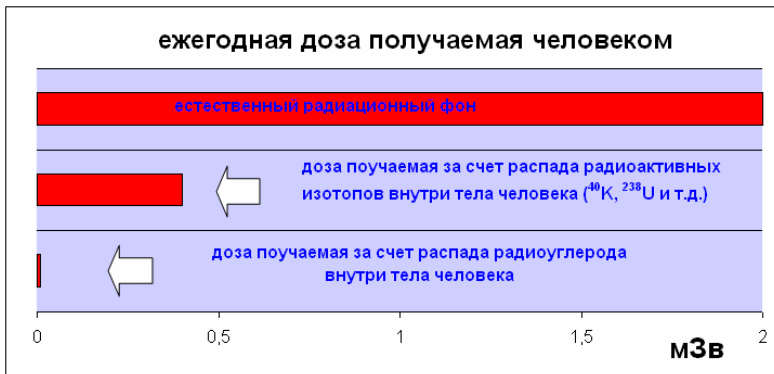 ежегодная доза получаемая человеком
естественный радиационный фон
доза поучаемая за счет распада радиоактивных
изотопов внутри тела человека (⁴⁰K, ²³⁸U и т.д.)
доза поучаемая за счет распада радиоуглерода
внутри тела человека
0 0,5 1 1,5 2
мЗв